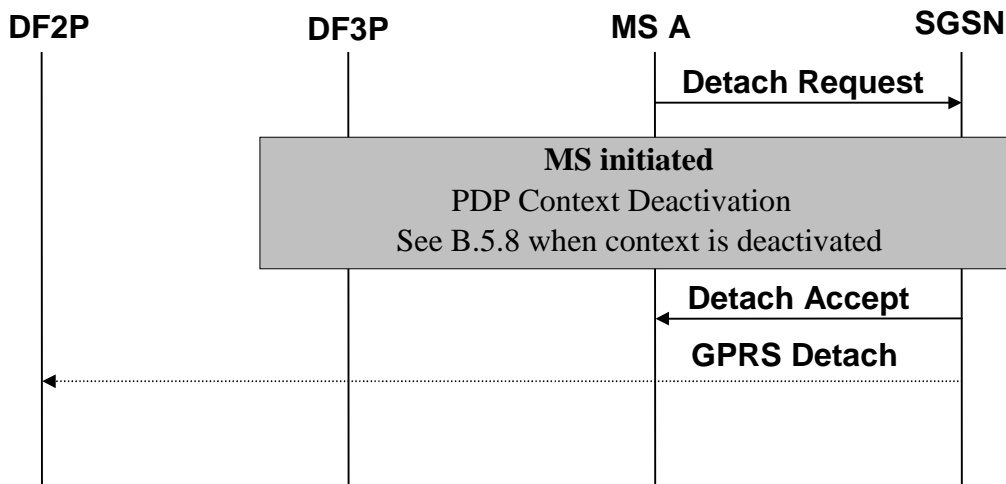 DF2P DF3P MS A SGSN
Detach Request
MS initiated
PDP Context Deactivation
See B.5.8 when context is deactivated
Detach Accept
GPRS Detach